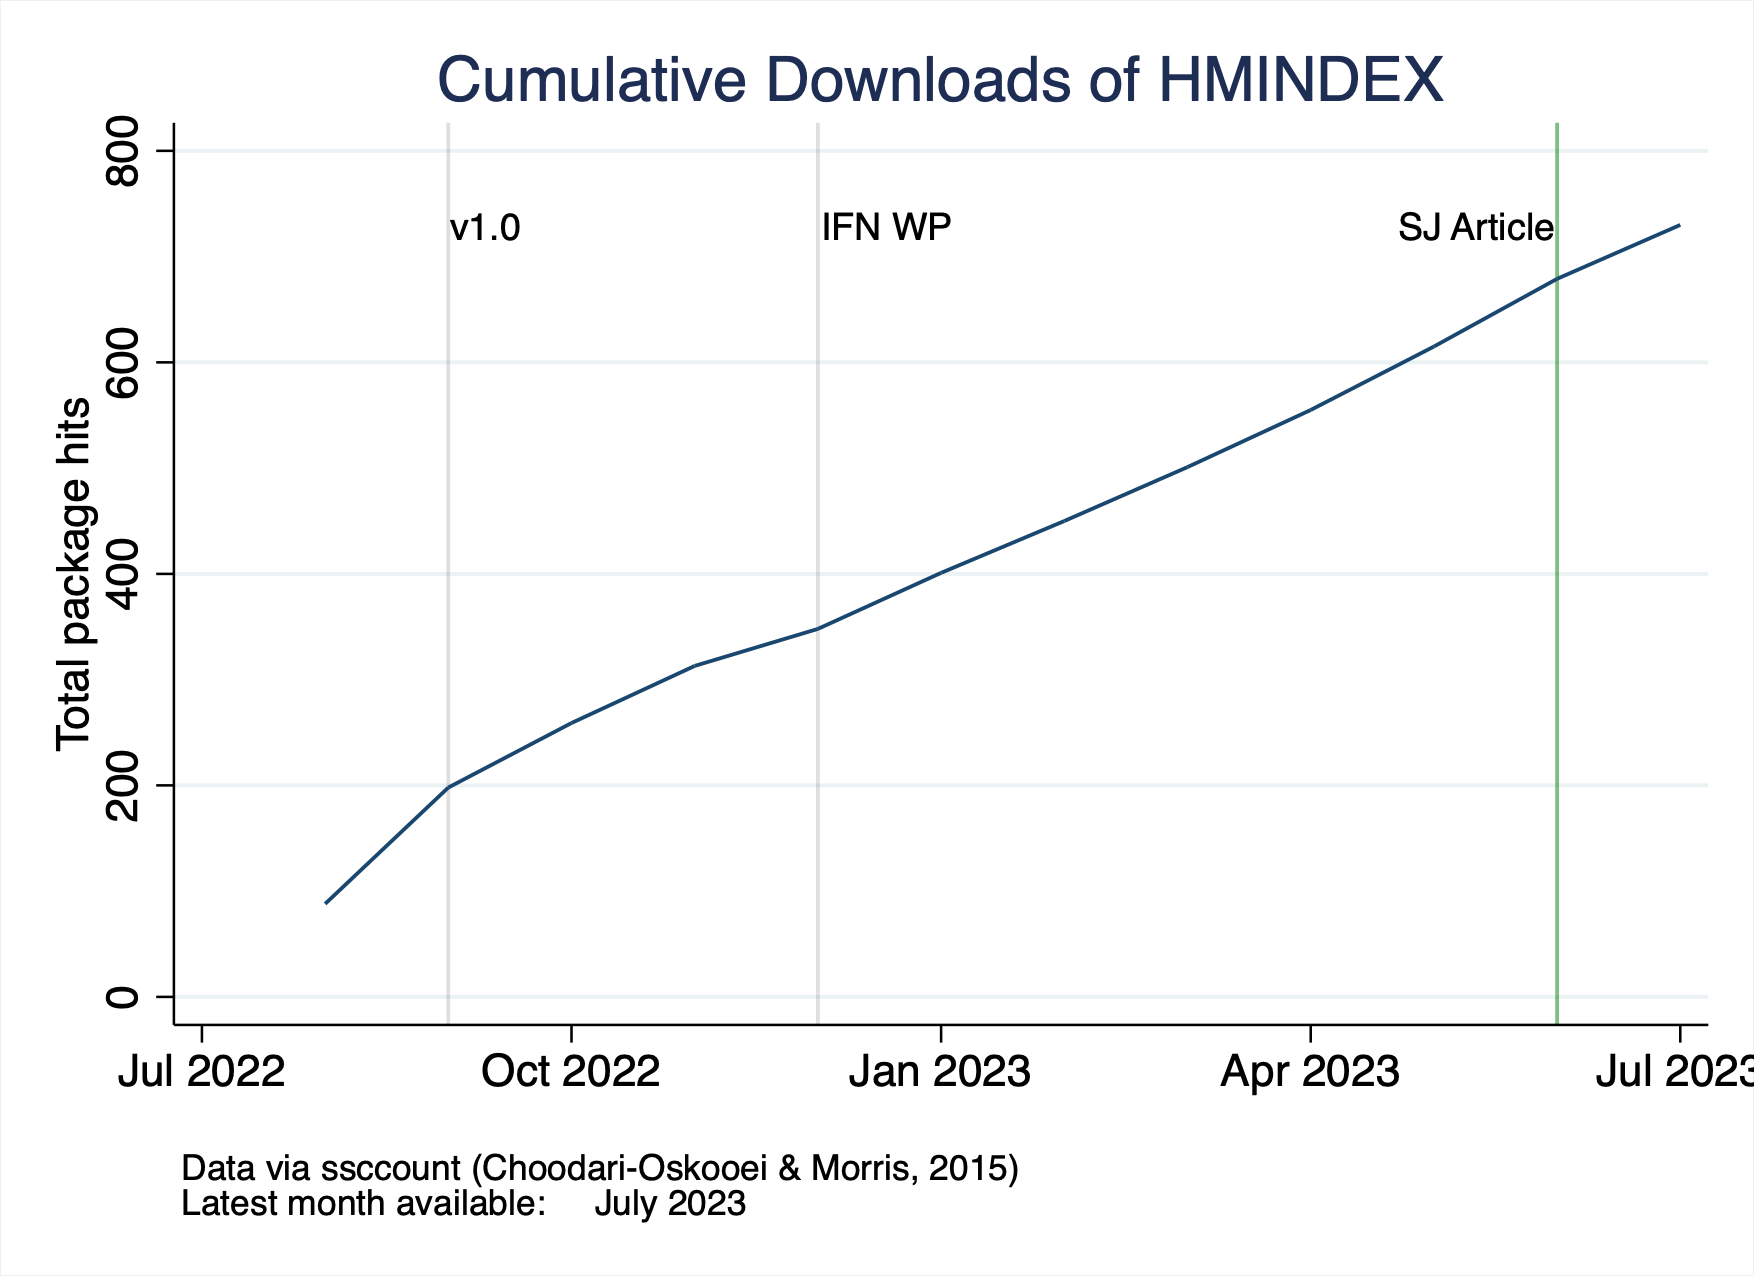 Cumulative Downloads of HMINDEX
800
600
400
200
0
Total package hits
v1.0
IFN WP
SJ Article
Jul 2022
Oct 2022
Jan 2023
Apr 2023
Jul 2023
Data via ssccount (Choodari-Oskooei & Morris, 2015)
Latest month available: July 2023